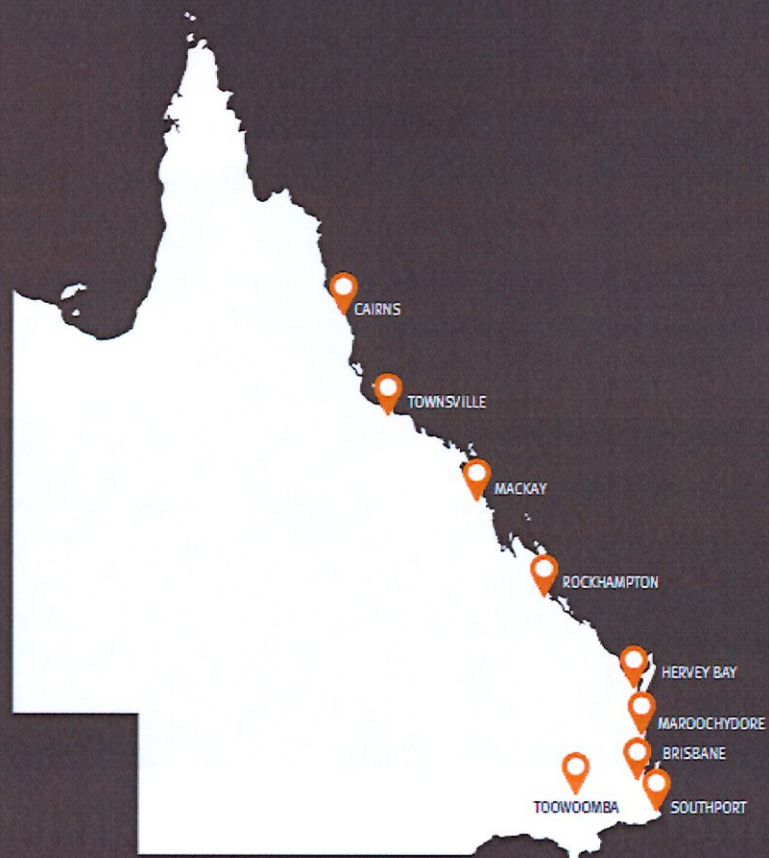 CAIRNS
TOWNSVILLE
MACKAY
ROCKHAMPTON
HERVEY BAY
MAROOCHYDORE
BRISBANE
TOOWOOMBA
SOUTHPORT